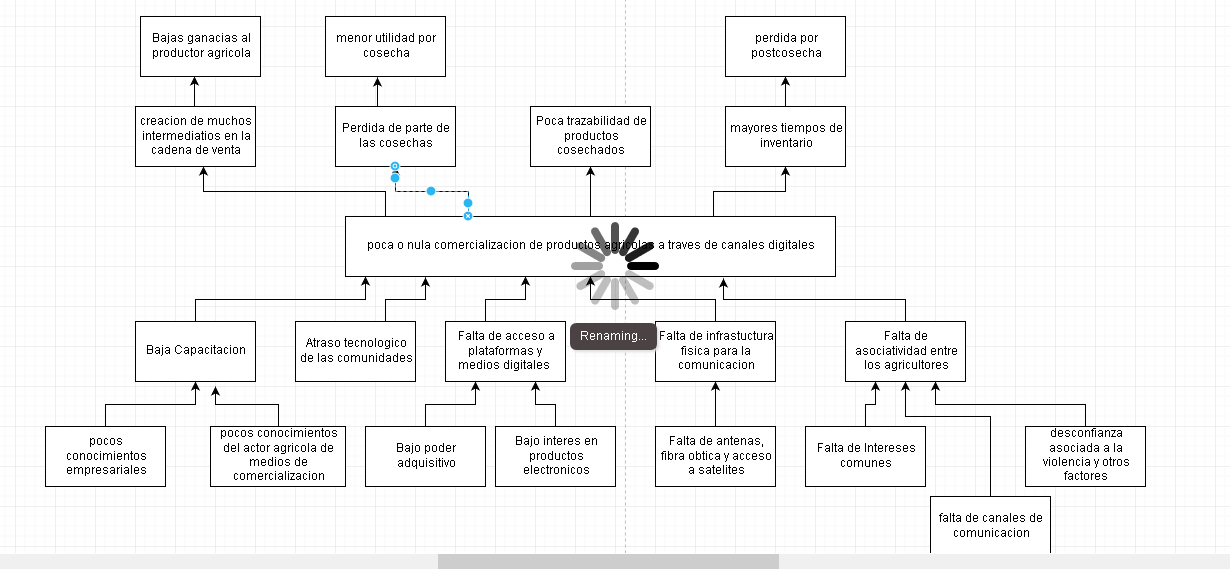 Bajas ganacias al
productor agricola
menor utilidad por
cosecha
perdida por
postcosecha
creacion de muchos
intermediatios en la
cadena de venta
Perdida de parte de
las cosechas
Poca trazabilidad de
productos
cosechados
mayores tiempos de
inventario
poca o nula comercializacion de productos agricolas a traves de canales digitales
Baja Capacitacion
Atraso tecnologico
de las comunidades
Falta de acceso a
plataformas y
medios digitales
Renaming...
Falta de infrastuctura
fisica para la
comunicacion
Falta de
asociatividad entre
los agricultores
pocos
conocimientos
empresariales
pocos conocimientos
del actor agricola de
medios de
comercializacion
Bajo poder
adquisitivo
Bajo interes en
productos
electronicos
Falta de antenas,
fibra obtica y acceso
a satelites
Falta de Intereses
comunes
desconfianza
asociada a la
violencia y otros
factores
falta de canales de
comunicacion